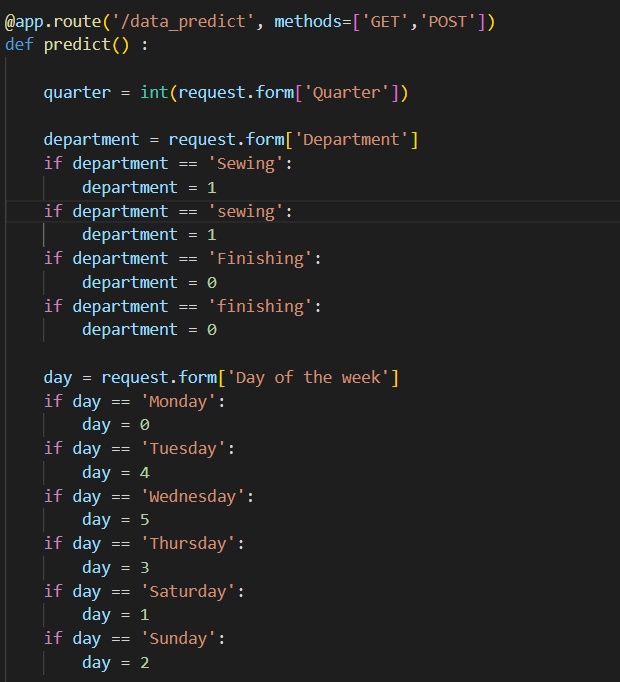 @app.route('/data_predict', methods=['GET','POST'])
def predict() :
quarter = int(request.form['Quarter'])
department = request.form['Department']
if department == 'Sewing':
department = 1
if department == 'sewing':
department = 1
if department == 'Finishing':
department = 0
if department == 'finishing':
department = 0
day = request.form['Day of the week']
if day == 'Monday':
day = 0
if day == 'Tuesday':
day = 4
if day == 'Wednesday':
day = 5
if day == 'Thursday':
day = 3
if day == 'Saturday':
day = 1
if day == 'Sunday':
day = 2